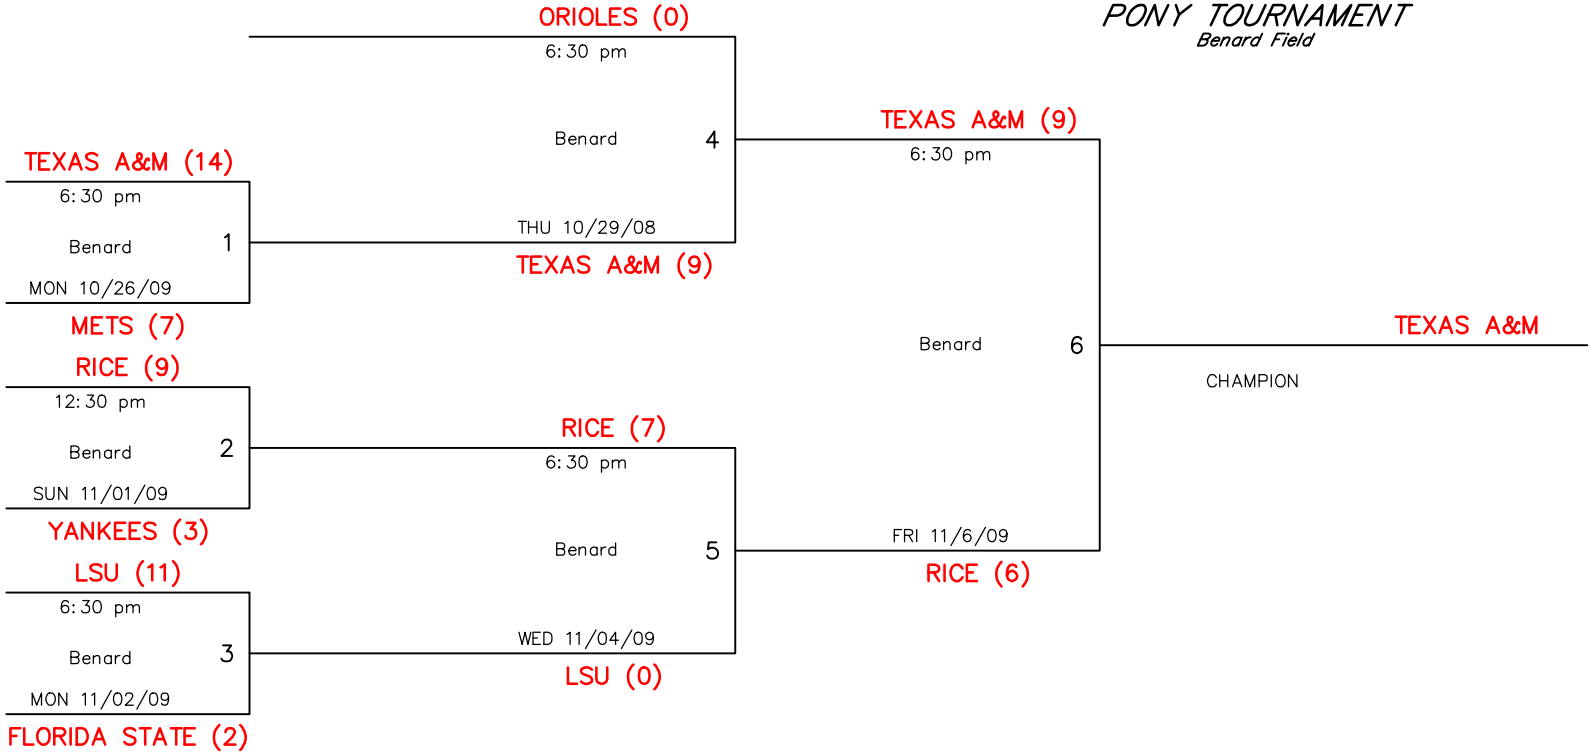 ORIOLES (0)
PONY TOURNAMENT
Benard Field
6:30 pm
Benard 4
THU 10/29/08
TEXAS A&M (9)
TEXAS A&M (14)
6:30 pm
Benard 1
MON 10/26/09
METS (7)
RICE (9)
12:30 pm
Benard 2
SUN 11/01/09
YANKEES (3)
LSU (11)
6:30 pm
Benard 3
MON 11/02/09
FLORIDA STATE (2)
RICE (7)
6:30 pm
Benard 5
WED 11/04/09
LSU (0)
TEXAS A&M (9)
6:30 pm
Benard 6
FRI 11/6/09
RICE (6)
TEXAS A&M
CHAMPION